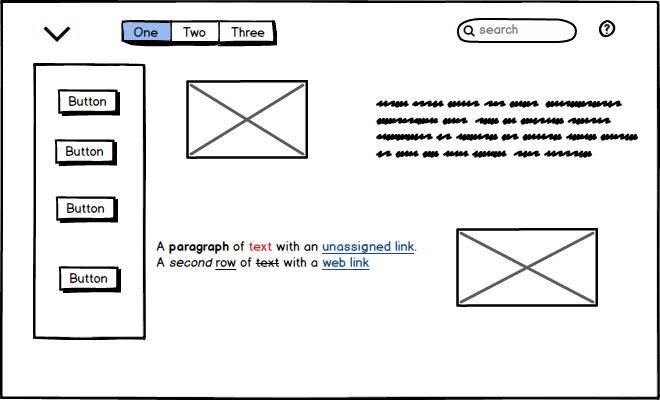 One Two Three
search
?
Button
Button
Button
Button
A paragraph of text with an unassigned link.
A second row of text with a web link